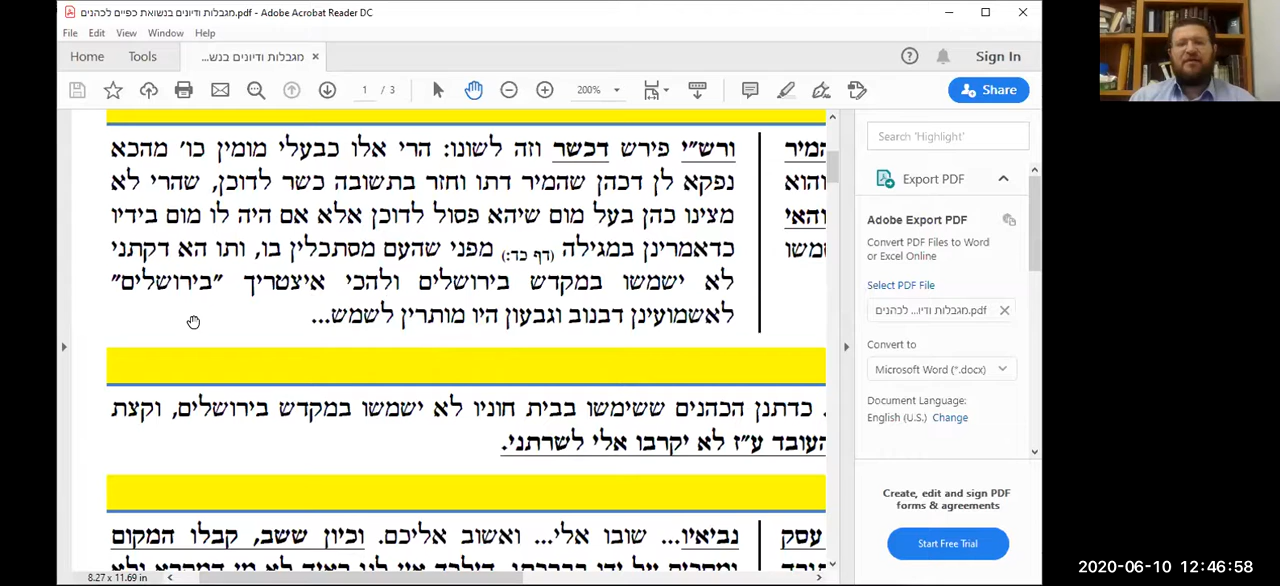 מגבלות ודיונים בנשואת כפיים לכהנים.pdf - Adobe Acrobat Reader DC
File Edit View Window Help
Home Tools מגבלות ודיונים בנש... × Sign In
1 / 3 200% Share
המיר
והוא
והאי
שמשו
ורש״י פירש דכשר וזה לשונו: הרי אלו כבעלי מומין כו׳ מהכא
נפקא לן דכהן שהמיר דתו וחזר בתשובה כשר לדוכן, שהרי לא
מצינו כהן בעל מום שיהא פסול לדוכן אלא אם היה לו מום בידיו
כדאמרינן במגילה (דף כד:) מפני שהעם מסתכלין בו, ותו הא דקתני
לא ישמשו במקדש בירושלים ולהכי איצטריך ״בירושלים״
לאשמועינן דבנוב וגבעון היו מותרין לשמש...
. כדתנן הכהנים ששימשו בבית חוניו לא ישמשו במקדש בירושלים, וקצת
העובד ע״ז לא יקרבו אלי לשרתני.
עסק
נביאיו... שובו אלי... ואשוב אליכם. וכיון ששב, קבלו המקום
8.27 x 11.69 in
Search 'Highlight'
Export PDF
Adobe Export PDF
Convert PDF Files to Word
or Excel Online
Select PDF File
מגבלות ודיו... לכהנים.pdf ×
Convert to
Microsoft Word (*.docx)
Document Language:
English (U.S.) Change
Create, edit and sign PDF
forms & agreements
Start Free Trial
2020-06-10 12:46:58